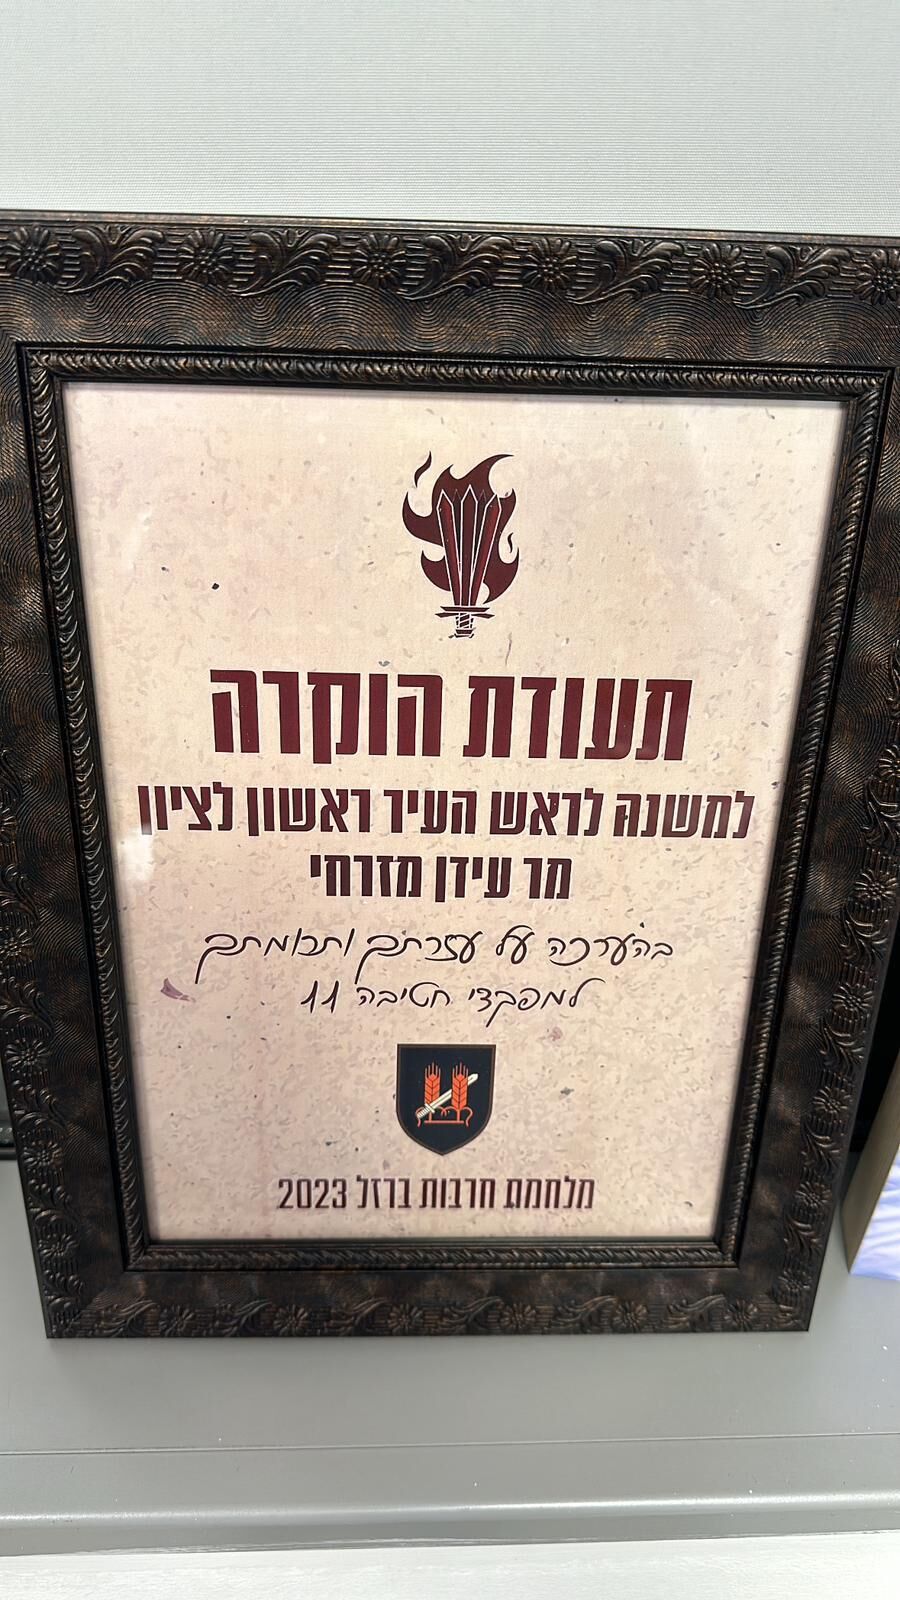 תעודת הוקרה
למשנה לראש העיר ראשון לציון
מר עידן מזרחי
בהערכה על עזרתכם ותרומתכם
למפקדי חטיבה 11
מלחמת חרבות ברזל 2023